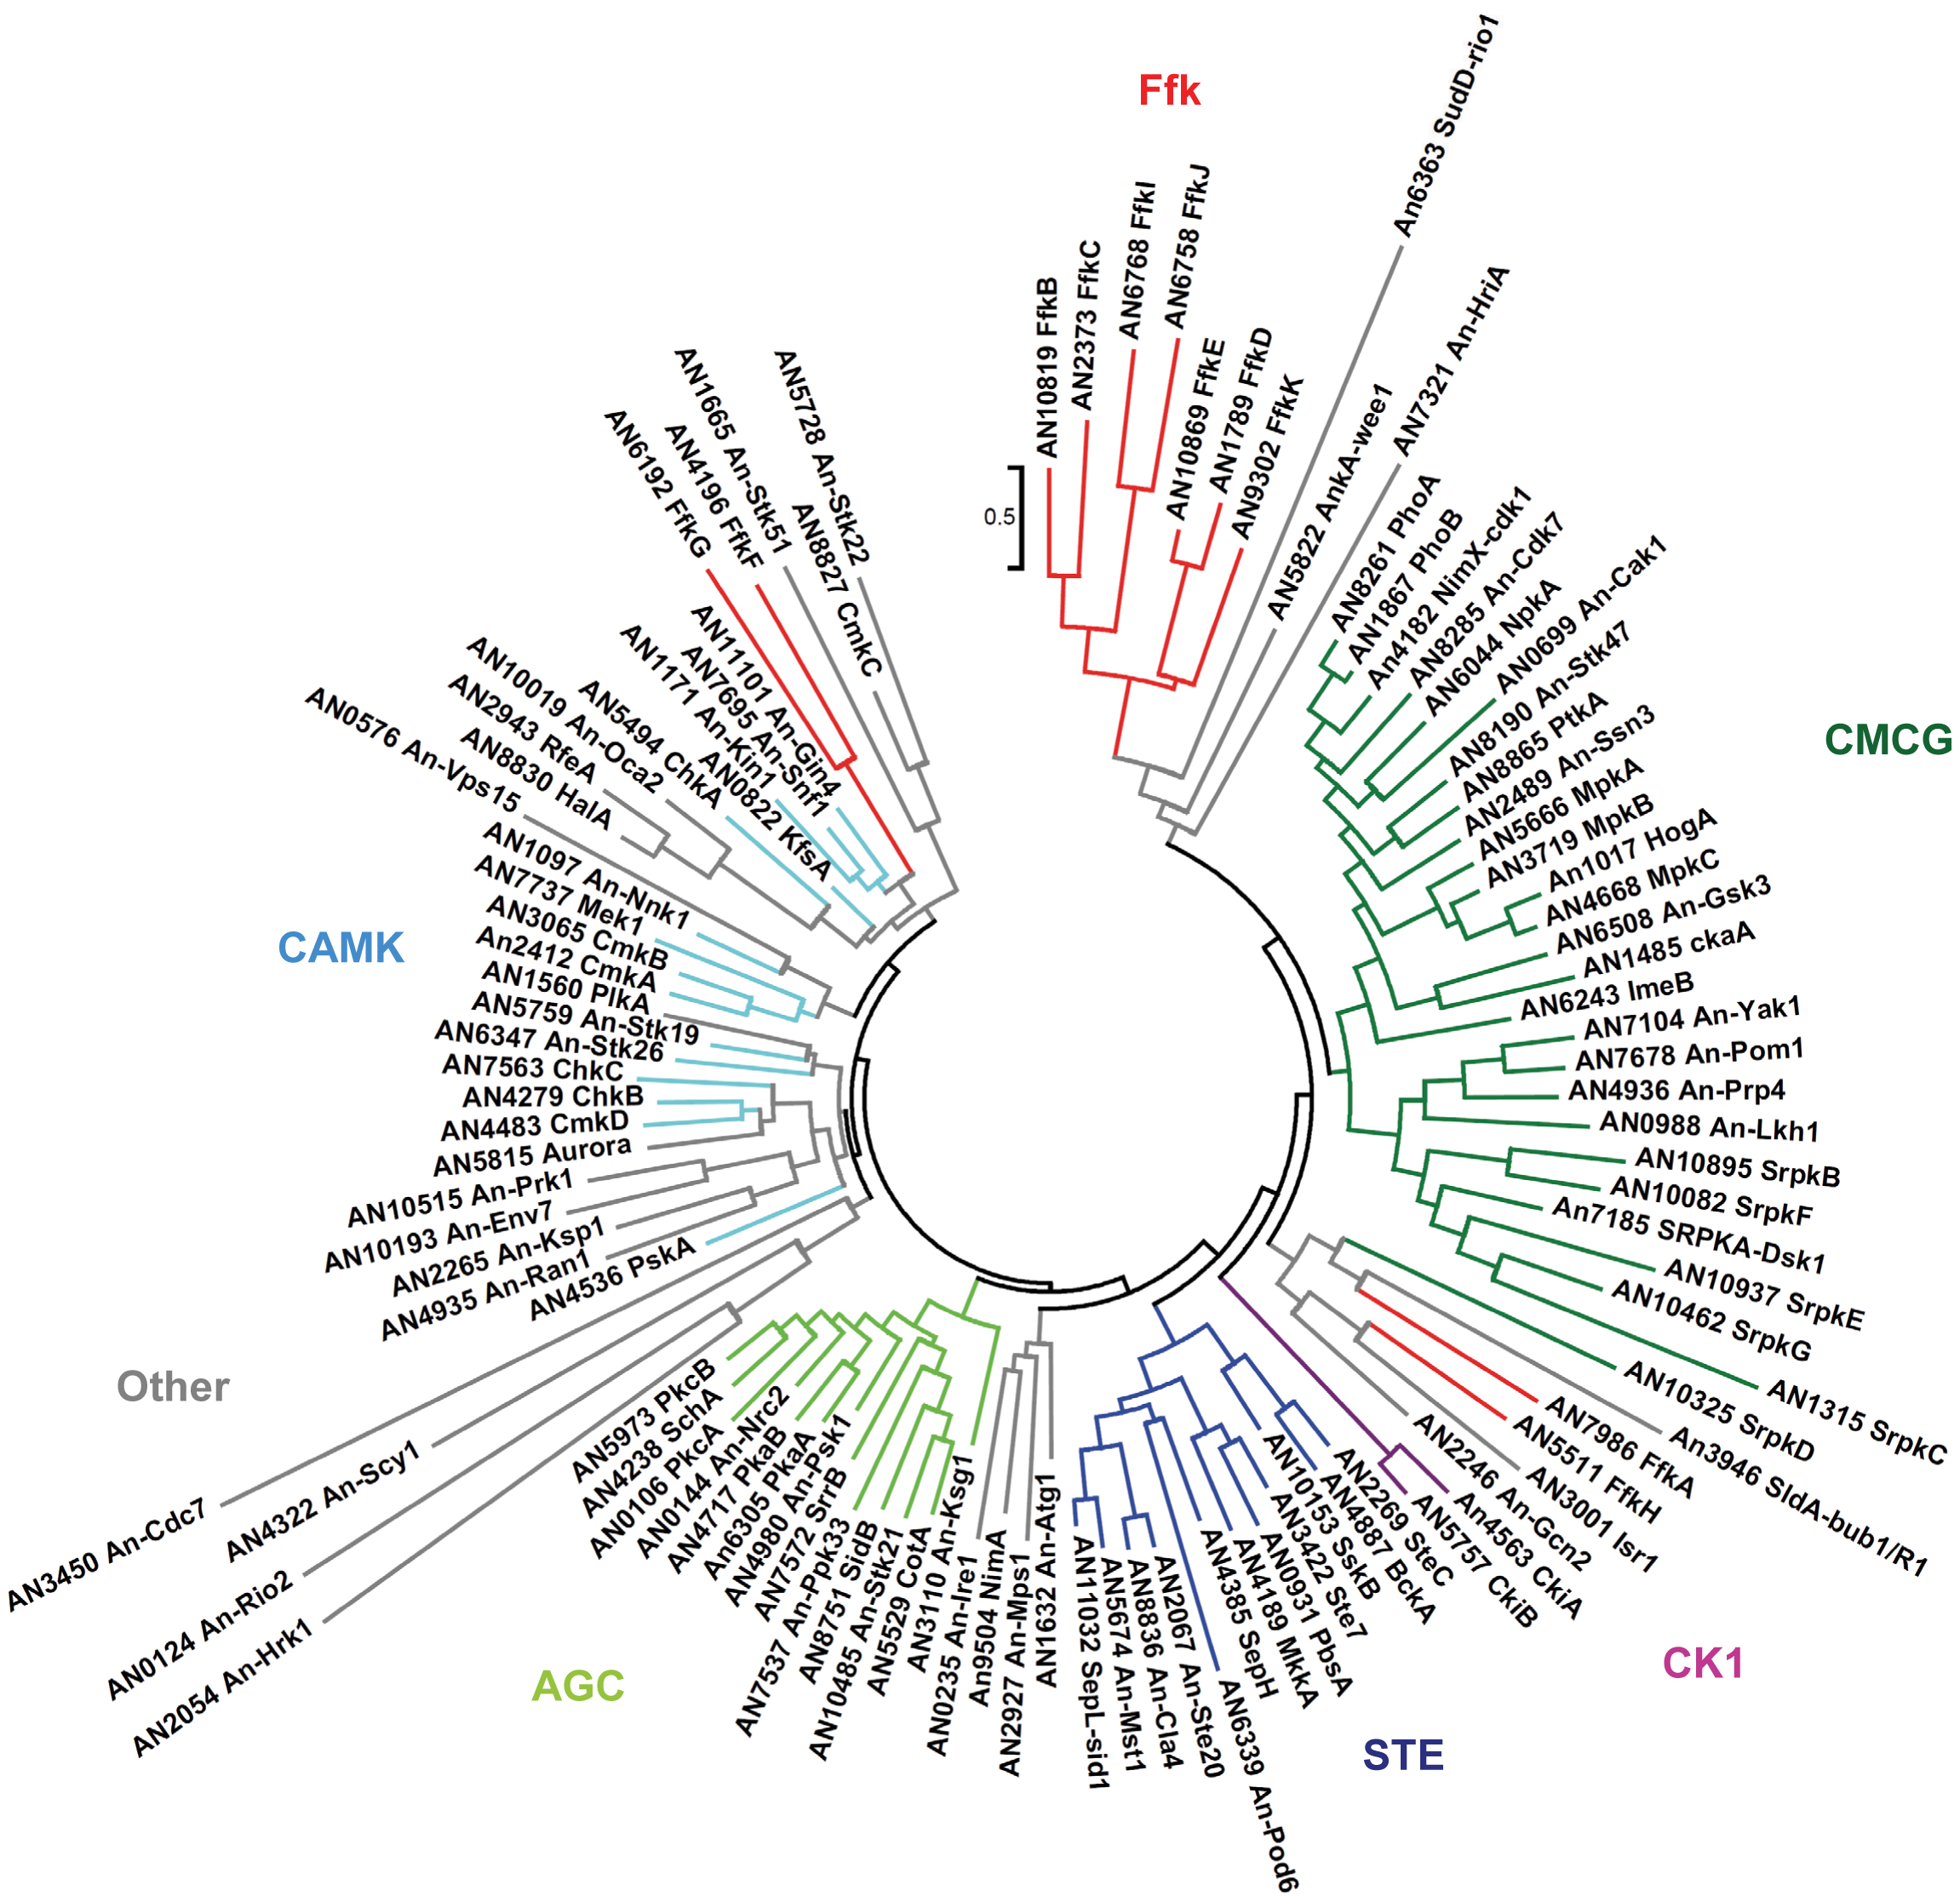 Ffk
An6363 SudD-rio1
AN10819 FfkB
AN2373 FfkC
AN6768 FfkI
AN6758 FfkJ
AN10869 FfkE
AN1789 FfkD
AN9302 FfkK
AN5822 AnkA-wee1
AN7321 An-HriA
0.5
AN8261 PhoA
AN1867 PhoB
An4182 NimX-cdk1
AN8285 An-Cdk7
AN6044 NpkA
AN0699 An-Cak1
AN8190 An-Stk47
AN8865 PtkA
AN2489 An-Ssn3
AN5666 MpkA
AN3719 MpkB
An1017 HogA
AN4668 MpkC
AN6508 An-Gsk3
AN1485 ckaA
AN6243 ImeB
AN7104 An-Yak1
AN7678 An-Pom1
AN4936 An-Prp4
AN0988 An-Lkh1
AN10895 SrpkB
AN10082 SrpkF
An7185 SRPKA-Dsk1
AN10937 SrpkE
AN10462 SrpkG
AN1315 SrpkC
AN10325 SrpkD
An3946 SldA-bub1/R1
AN7986 FfkA
AN5511 FfkH
AN3001 Isr1
AN2246 An-Gcn2
An4563 CkiA
AN5757 CkiB
AN2269 SteC
AN4887 BckA
AN10153 SskB
AN3422 Ste7
AN0931 PbsA
AN4189 MkkA
AN4385 SepH
AN6339 An-Pod6
AN2067 An-Ste20
AN8836 An-Cla4
AN5674 An-Mst1
AN11032 SepL-sid1
AN1632 An-Atg1
AN2927 An-Mps1
An9504 NimA
AN0235 An-Ire1
AN3110 An-Ksg1
AN5529 CotA
AN10485 An-Stk21
AN8751 SidB
AN7537 An-Ppk33
AN7572 SrrB
AN4980 An-Psk1
An6305 PkaA
AN4717 PkaB
AN0144 An-Nrc2
AN0106 PkcA
AN4238 SchA
AN5973 PkcB
AN2054 An-Hrk1
AN0124 An-Rio2
AN4322 An-Scy1
AN3450 An-Cdc7
AN4536 PskA
AN4935 An-Ran1
AN2265 An-Ksp1
AN10193 An-Env7
AN10515 An-Prk1
AN5815 Aurora
AN4483 CmkD
AN4279 ChkB
AN7563 ChkC
AN6347 An-Stk26
AN5759 An-Stk19
AN1560 PlkA
An2412 CmkA
AN3065 CmkB
AN7737 Mek1
AN1097 An-Nnk1
AN0576 An-Vps15
AN8830 HalA
AN2943 RfeA
AN10019 An-Oca2
AN5494 ChkA
AN0822 KfsA
AN1171 An-Kin1
AN7695 An-Snf1
AN11101 An-Gin4
AN6192 FfkG
AN4196 FfkF
AN1665 An-Stk51
AN8827 CmkC
AN5728 An-Stk22
CMCG
CAMK
Other
AGC
STE
CK1